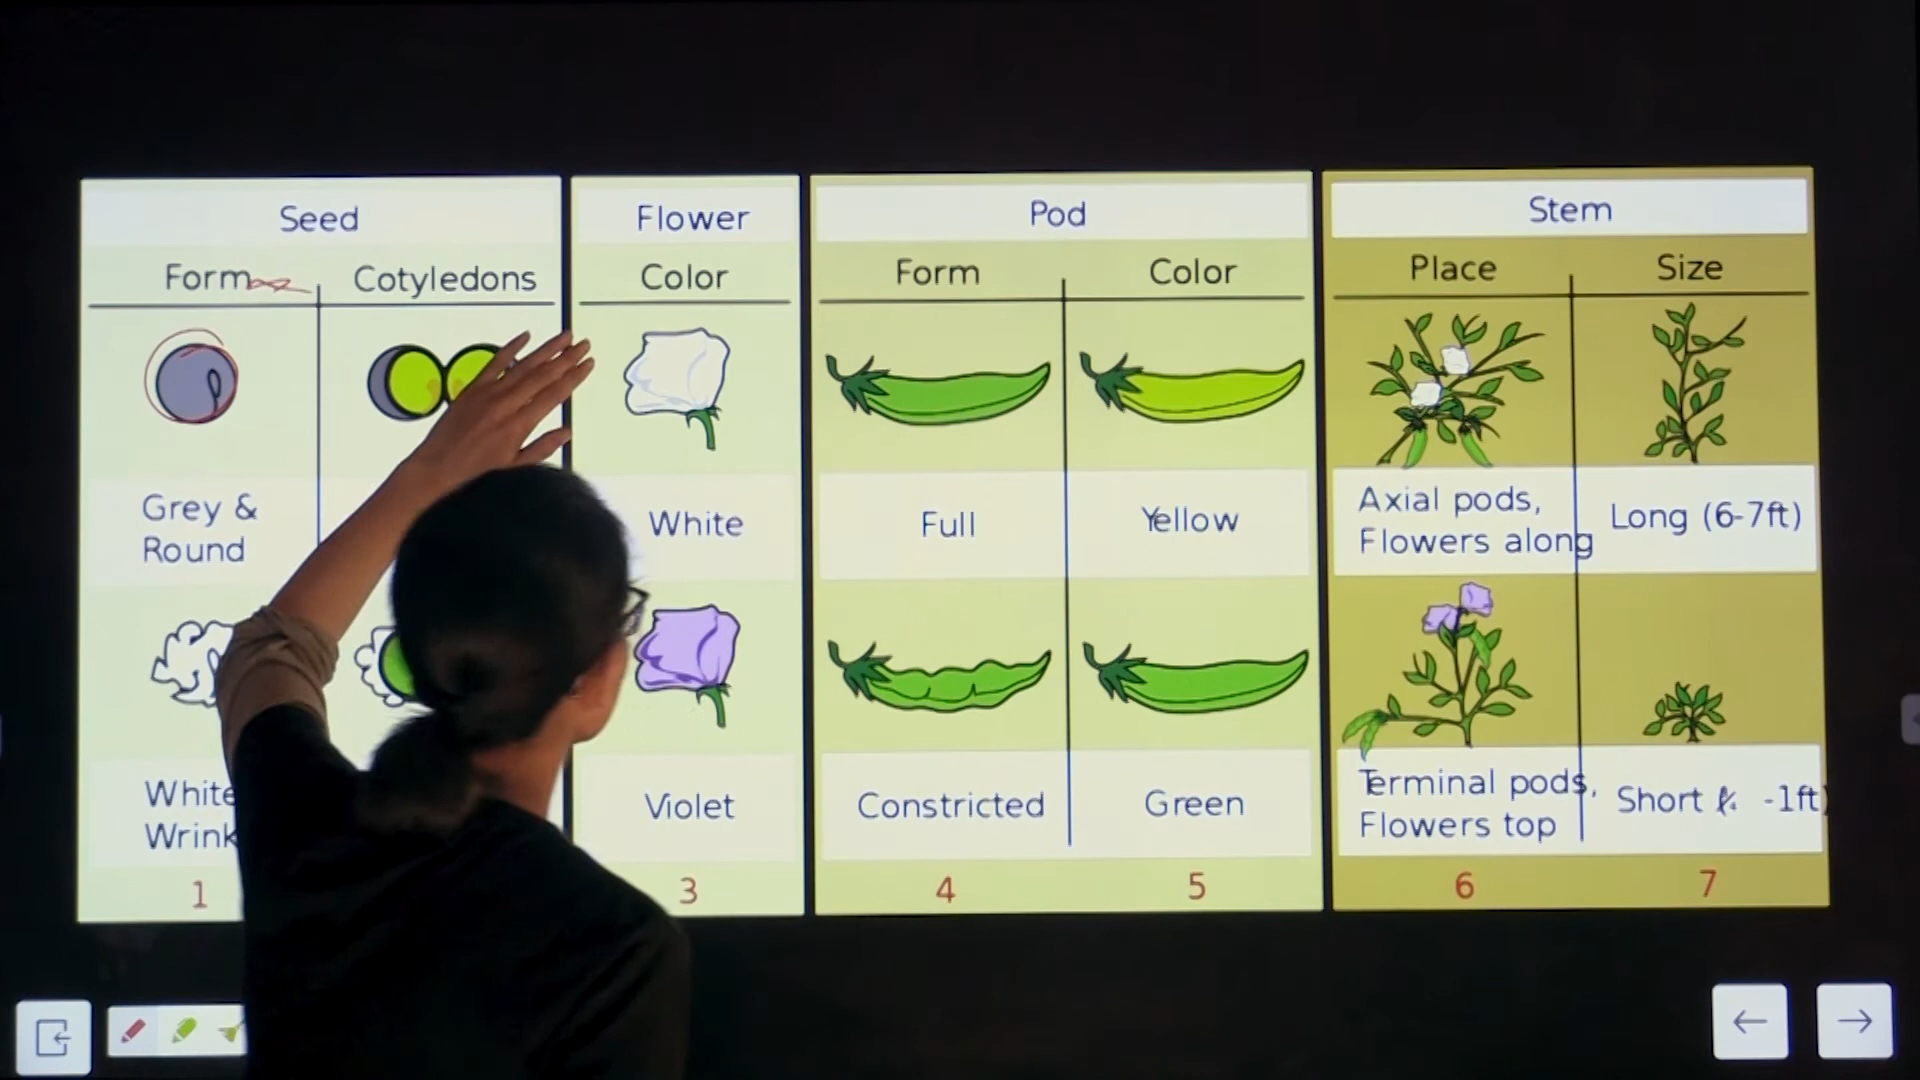 Seed
Flower
Pod
Stem
Form
Cotyledons
Color
Form
Color
Place
Size
Grey &
Round
White
Full
Yellow
Axial pods,
Flowers along
Long (6-7ft)
White
Wrink
Violet
Constricted
Green
Terminal pods,
Flowers top
Short -1ft)
1
3
4
5
6
7